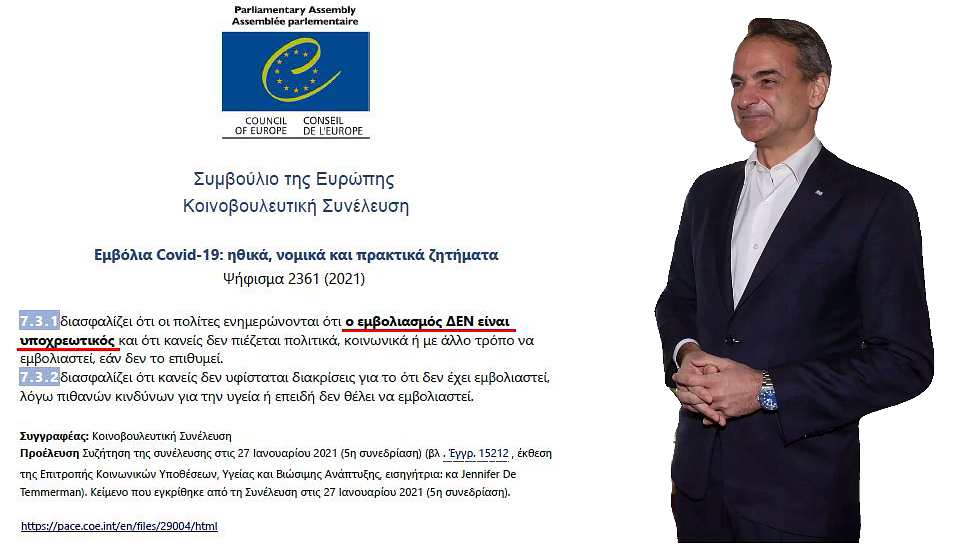 Parliamentary Assembly
Assemblée parlementaire
COUNCIL OF EUROPE
CONSEIL DE L'EUROPE
Συμβούλιο της Ευρώπης
Κοινοβουλευτική Συνέλευση
Εμβόλια Covid-19: ηθικά, νομικά και πρακτικά ζητήματα
Ψήφισμα 2361 (2021)
7.3.1 διασφαλίζει ότι οι πολίτες ενημερώνονται ότι ο εμβολιασμός ΔΕΝ είναι
υποχρεωτικός και ότι κανείς δεν πιέζεται πολιτικά, κοινωνικά ή με άλλο τρόπο να
εμβολιαστεί, εάν δεν το επιθυμεί.
7.3.2 διασφαλίζει ότι κανείς δεν υφίσταται διακρίσεις για το ότι δεν έχει εμβολιαστεί,
λόγω πιθανών κινδύνων για την υγεία ή επειδή δεν θέλει να εμβολιαστεί.
Συγγραφέας: Κοινοβουλευτική Συνέλευση
Προέλευση Συζήτηση της συνέλευσης στις 27 Ιανουαρίου 2021 (5η συνεδρίαση) (βλ . Έγγρ. 15212 , έκθεση
της Επιτροπής Κοινωνικών Υποθέσεων, Υγείας και Βιώσιμης Ανάπτυξης, εισηγήτρια: κα Jennifer De
Temmerman). Κείμενο που εγκρίθηκε από τη Συνέλευση στις 27 Ιανουαρίου 2021 (5η συνεδρίαση).
https://pace.coe.int/en/files/29004/html